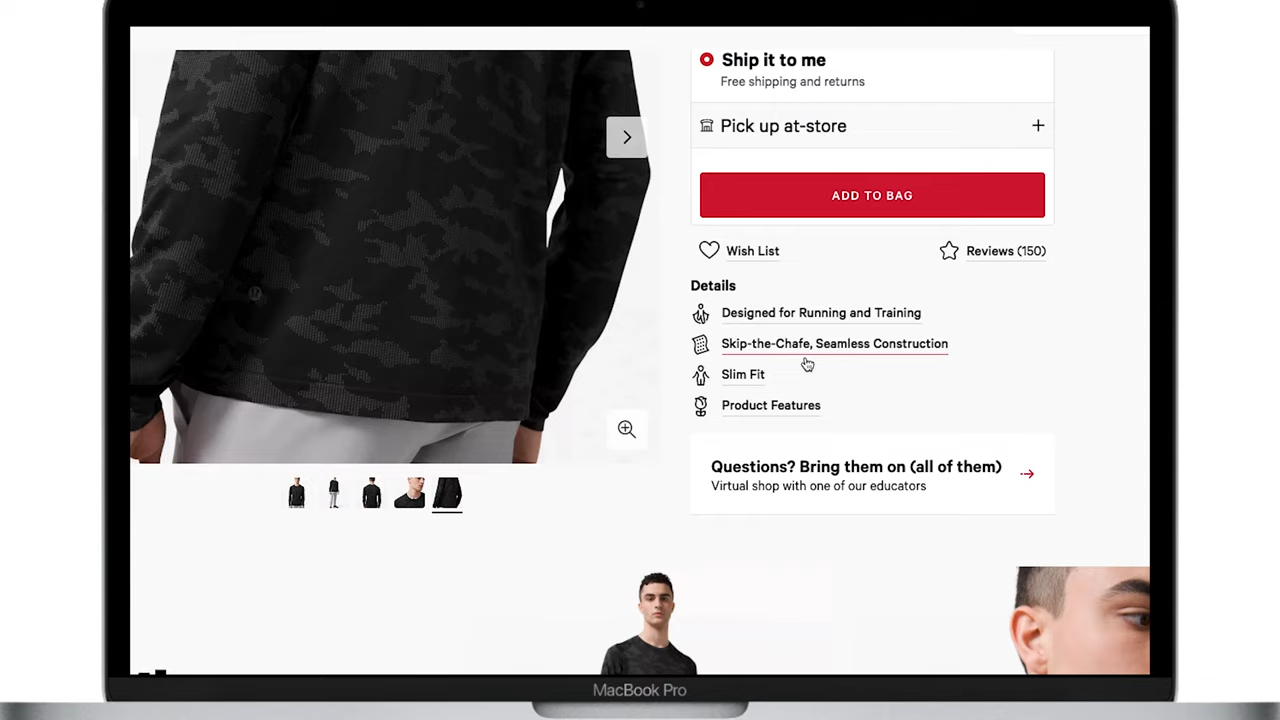 Ship it to me
Free shipping and returns
Pick up at-store
ADD TO BAG
Wish List
Reviews (150)
Details
Designed for Running and Training
Skip-the-Chafe, Seamless Construction
Slim Fit
Product Features
Questions? Bring them on (all of them)
Virtual shop with one of our educators
MacBook Pro